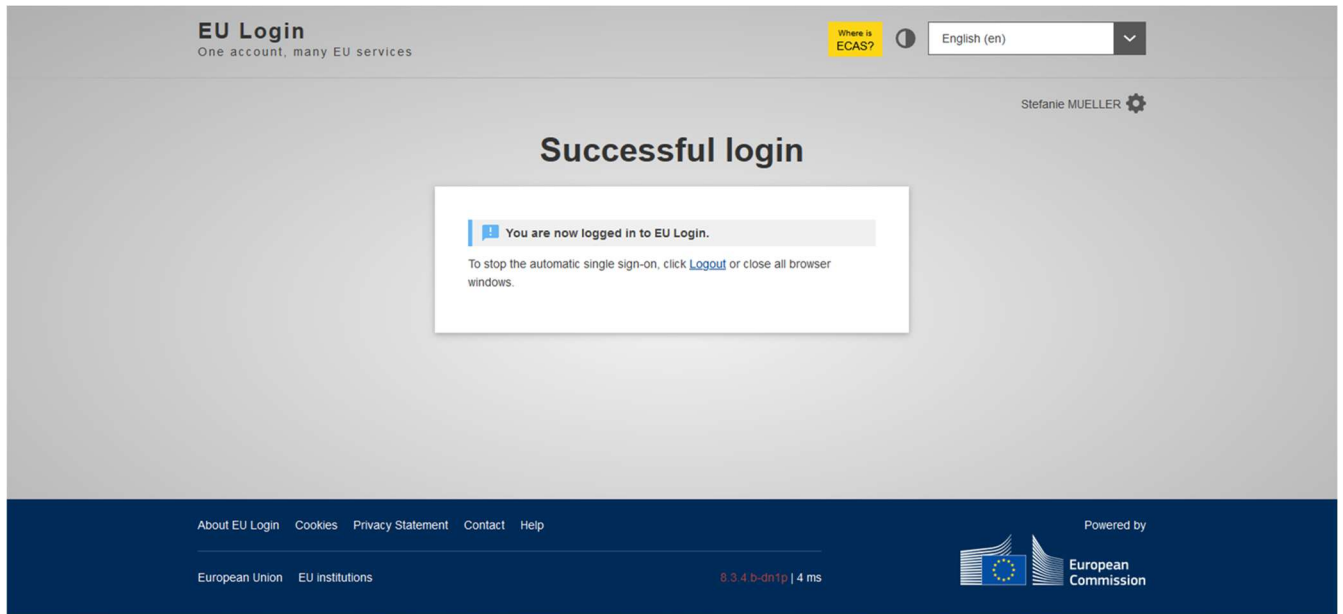 EU Login
One account, many EU services
Where is
ECAS?
English (en)
Stefanie MUELLER
Successful login
You are now logged in to EU Login.
To stop the automatic single sign-on, click Logout or close all browser
windows.
About EU Login Cookies Privacy Statement Contact Help
Powered by
European Union EU institutions
8.3.4.b-dn1p | 4 ms
European
Commission